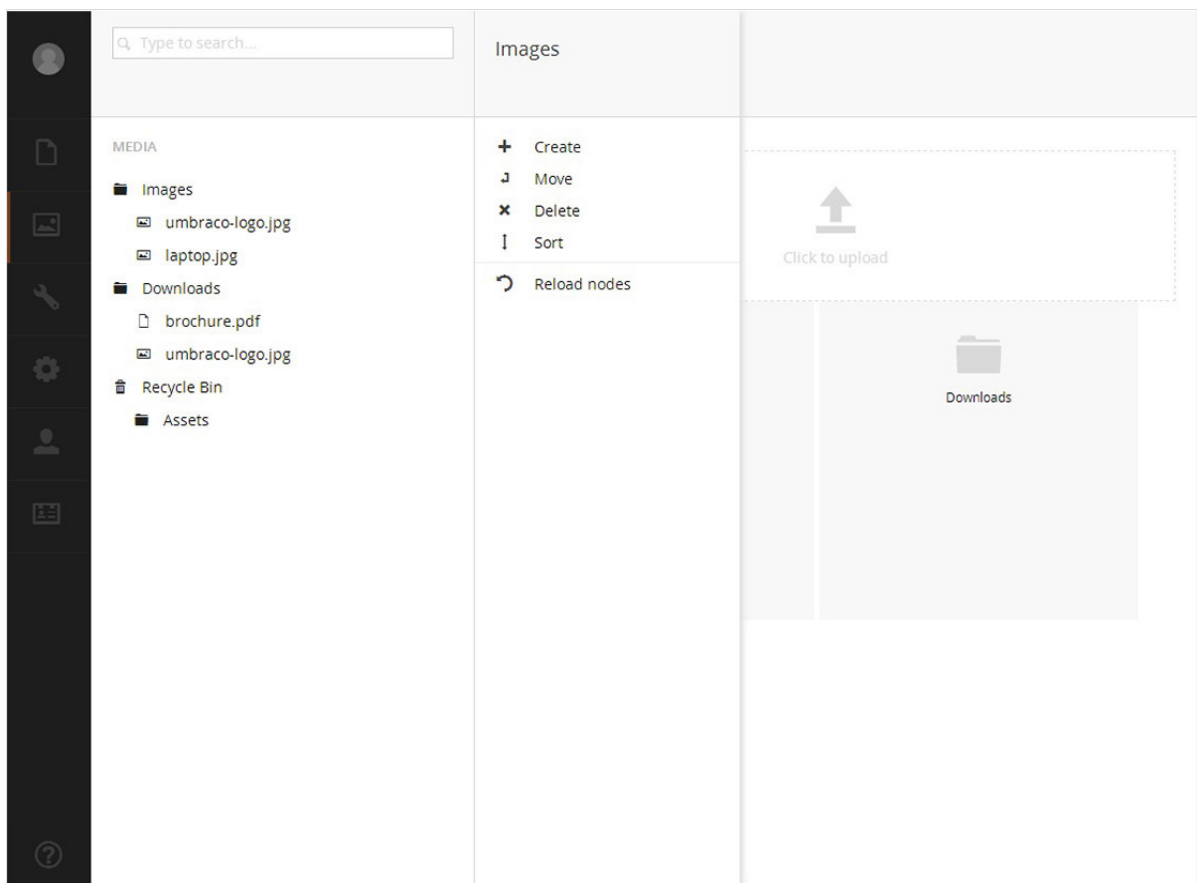 Type to search...
Images
MEDIA
Images
umbraco-logo.jpg
laptop.jpg
Downloads
brochure.pdf
umbraco-logo.jpg
Recycle Bin
Assets
Create
Move
Delete
Sort
Reload nodes
Click to upload
Downloads